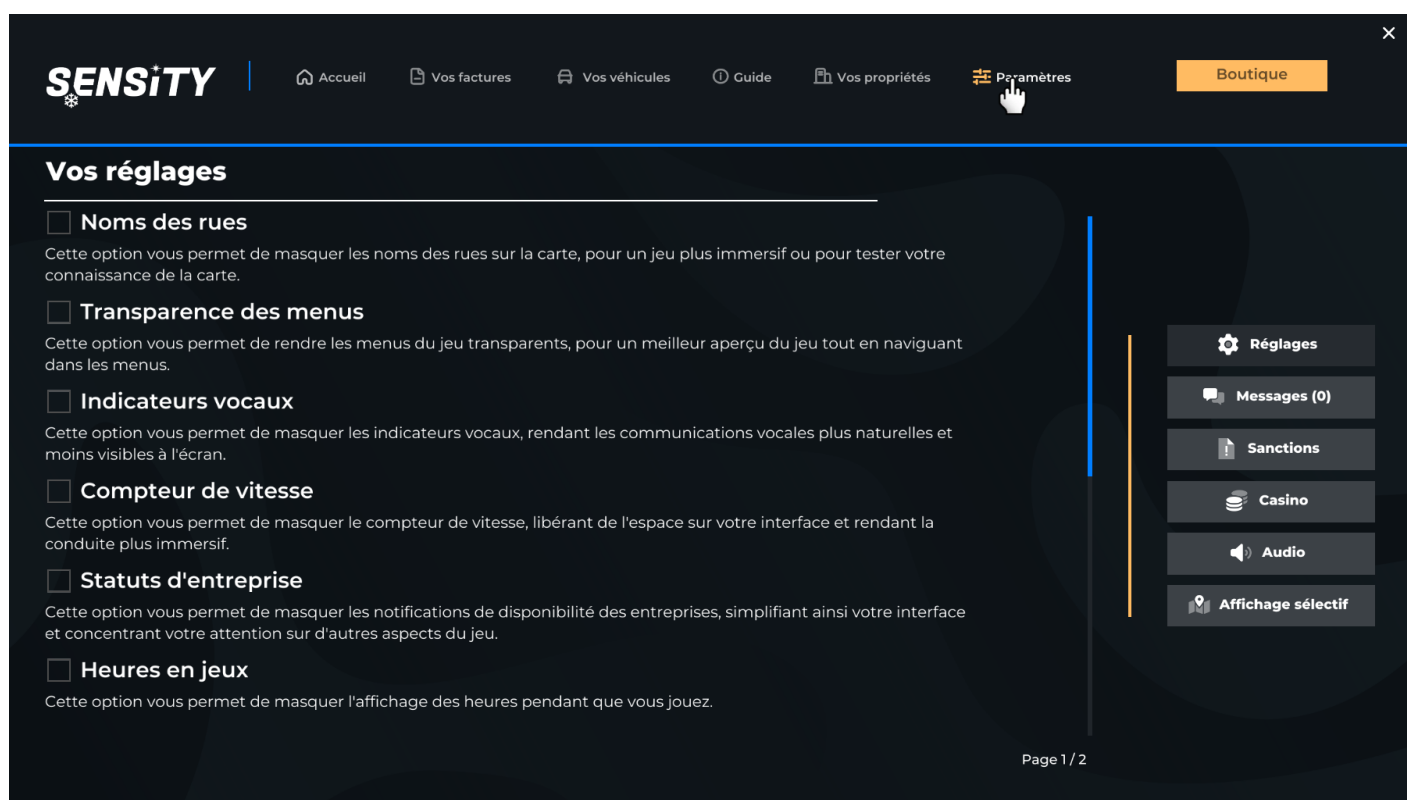 SENSiTY
Accueil
Vos factures
Vos véhicules
Guide
Vos propriétés
Paramètres
Boutique
Vos réglages
Noms des rues
Cette option vous permet de masquer les noms des rues sur la carte, pour un jeu plus immersif ou pour tester votre
connaissance de la carte.
Transparence des menus
Cette option vous permet de rendre les menus du jeu transparents, pour un meilleur aperçu du jeu tout en naviguant
dans les menus.
Indicateurs vocaux
Cette option vous permet de masquer les indicateurs vocaux, rendant les communications vocales plus naturelles et
moins visibles à l'écran.
Compteur de vitesse
Cette option vous permet de masquer le compteur de vitesse, libérant de l'espace sur votre interface et rendant la
conduite plus immersif.
Statuts d'entreprise
Cette option vous permet de masquer les notifications de disponibilité des entreprises, simplifiant ainsi votre interface
et concentrant votre attention sur d'autres aspects du jeu.
Heures en jeux
Cette option vous permet de masquer l'affichage des heures pendant que vous jouez.
Page 1 / 2
Réglages
Messages (0)
Sanctions
Casino
Audio
Affichage sélectif